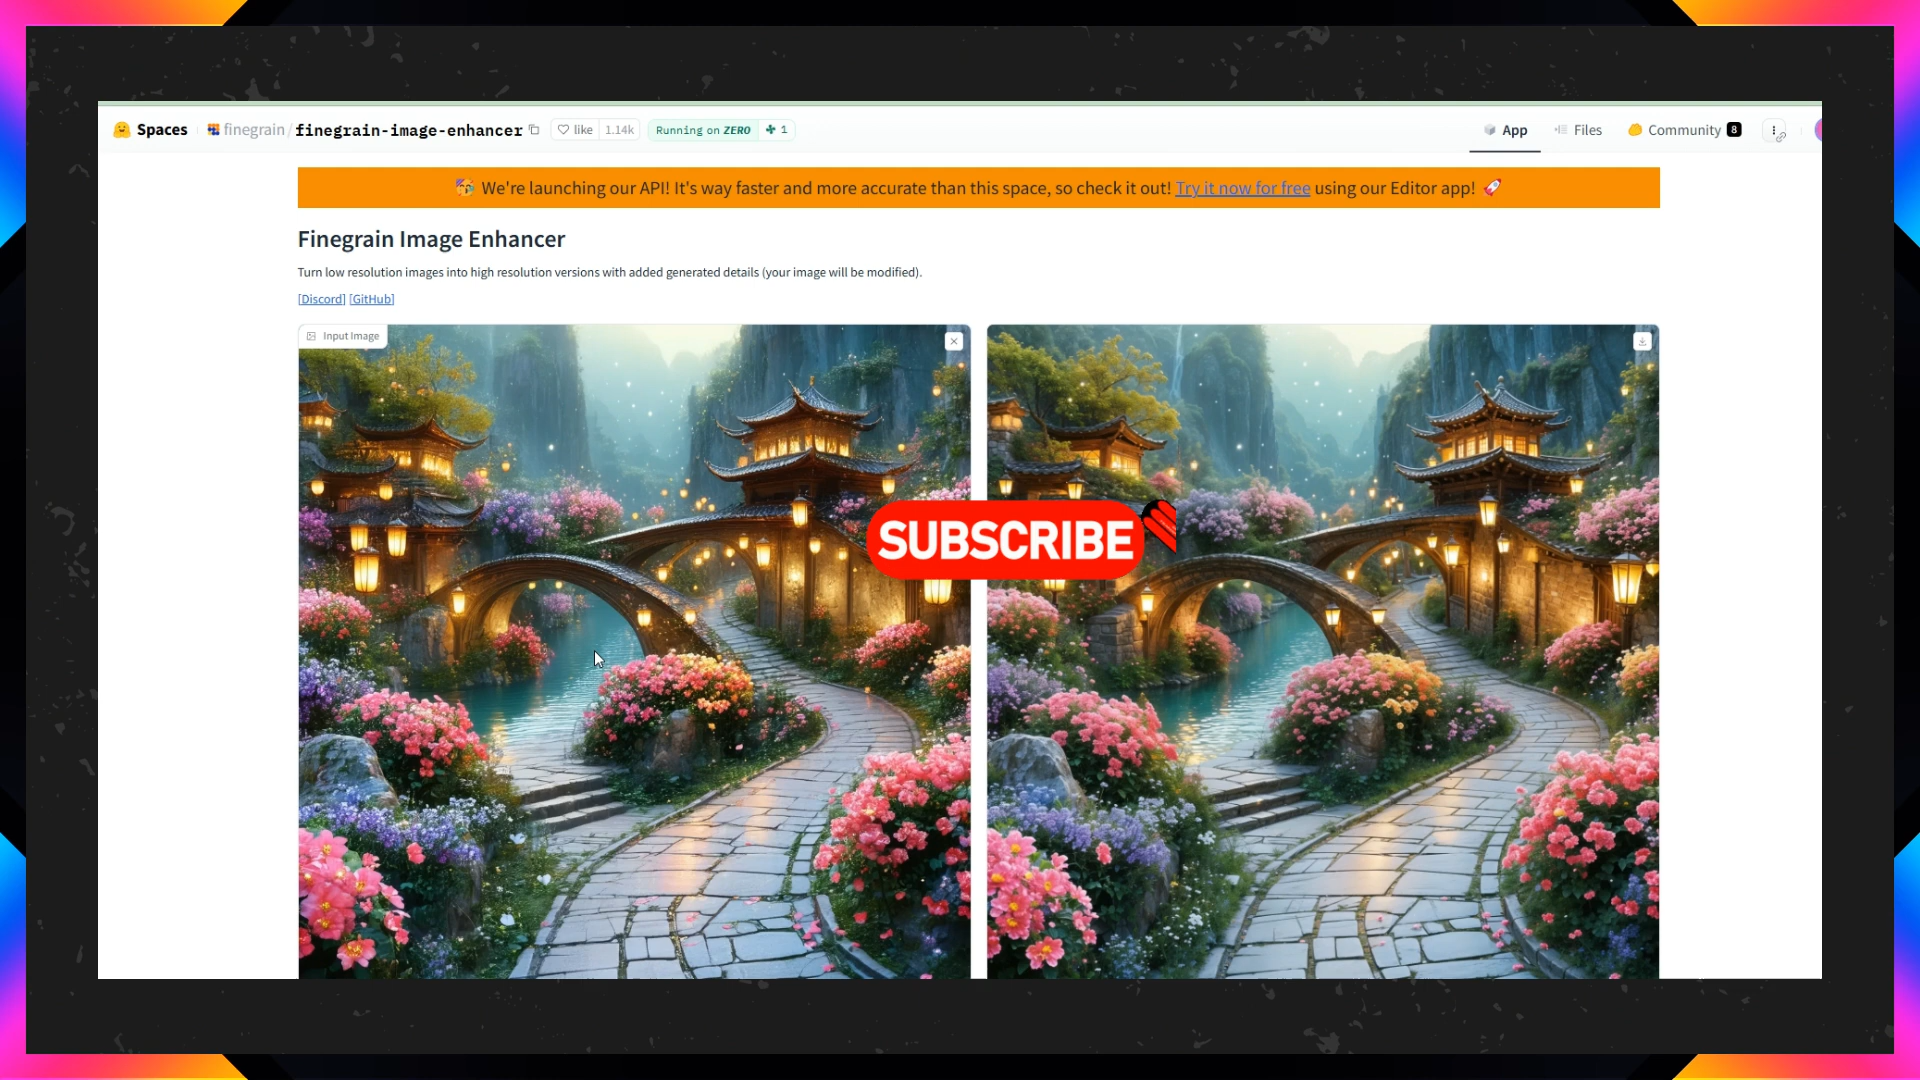 Spaces finegrain/finegrain-image-enhancer like 1.14k Running on ZERO 1 App Files Community 8
We're launching our API! It's way faster and more accurate than this space, so check it out! Try it now for free using our Editor app!
Finegrain Image Enhancer
Turn low resolution images into high resolution versions with added generated details (your image will be modified).
[Discord] [GitHub]
Input Image
SUBSCRIBE